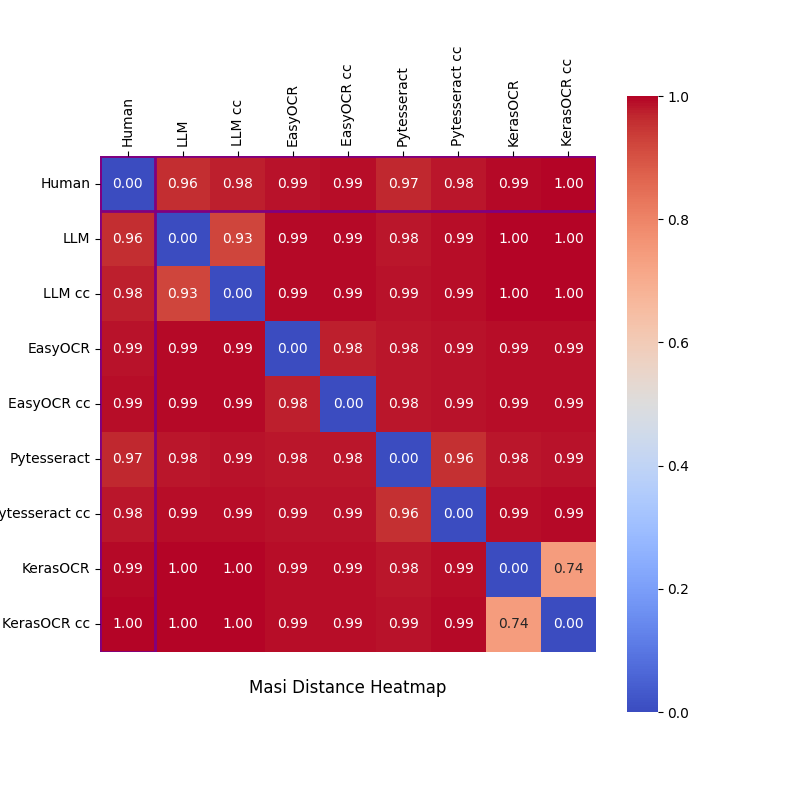 Human LLM LLM cc EasyOCR EasyOCR cc Pytesseract Pytesseract cc KerasOCR KerasOCR cc
Human 0.00 0.96 0.98 0.99 0.99 0.97 0.98 0.99 1.00
LLM 0.96 0.00 0.93 0.99 0.99 0.98 0.99 1.00 1.00
LLM cc 0.98 0.93 0.00 0.99 0.99 0.99 0.99 1.00 1.00
EasyOCR 0.99 0.99 0.99 0.00 0.98 0.98 0.99 0.99 0.99
EasyOCR cc 0.99 0.99 0.99 0.98 0.00 0.98 0.99 0.99 0.99
Pytesseract 0.97 0.98 0.99 0.98 0.98 0.00 0.96 0.98 0.99
ytesseract cc 0.98 0.99 0.99 0.99 0.99 0.96 0.00 0.99 0.99
KerasOCR 0.99 1.00 1.00 0.99 0.99 0.98 0.99 0.00 0.74
KerasOCR cc 1.00 1.00 1.00 0.99 0.99 0.99 0.99 0.74 0.00
Masi Distance Heatmap
1.0
0.8
0.6
0.4
0.2
0.0